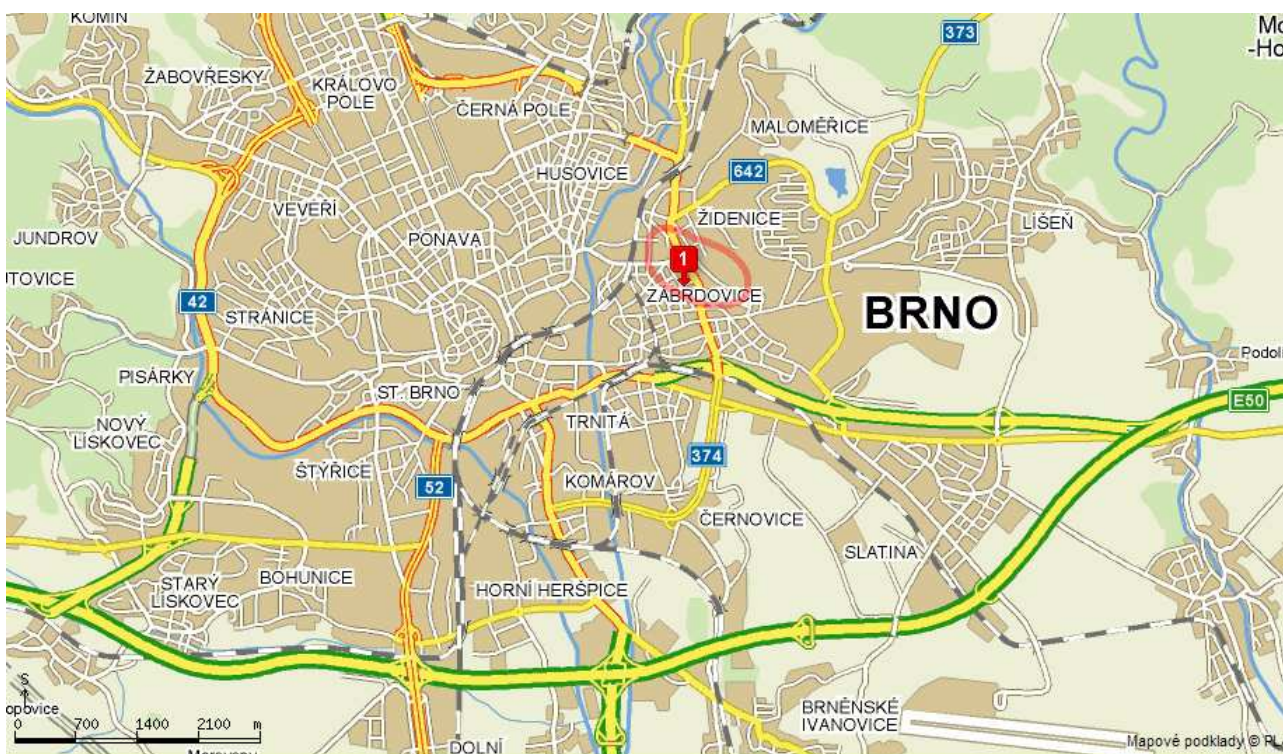 KOMÍN
Mo
-Ho
373
ŽABOVŘESKY
KRÁLOVO
POLE
ČERNÁ POLE
MALOMĚŘICE
HUSOVICE
642
VEVEŘÍ
ŽIDENICE
LÍŠEŇ
JUNDROV
PONAVA
1
UTOVICE
42
ZÁBRDOVICE
STRÁNICE
BRNO
Podolí
PISÁRKY
ST. BRNO
E50
NOVÝ
LÍSKOVEC
TRNITÁ
ŠTÝŘICE
374
52
KOMÁROV
ČERNOVICE
SLATINA
STARÝ
LÍSKOVEC
BOHUNICE
HORNÍ HERŠPICE
S
opovice
0 700 1400 2100 m
BRNĚNSKÉ
IVANOVICE
DOLNÍ
Mapové podklady © PL